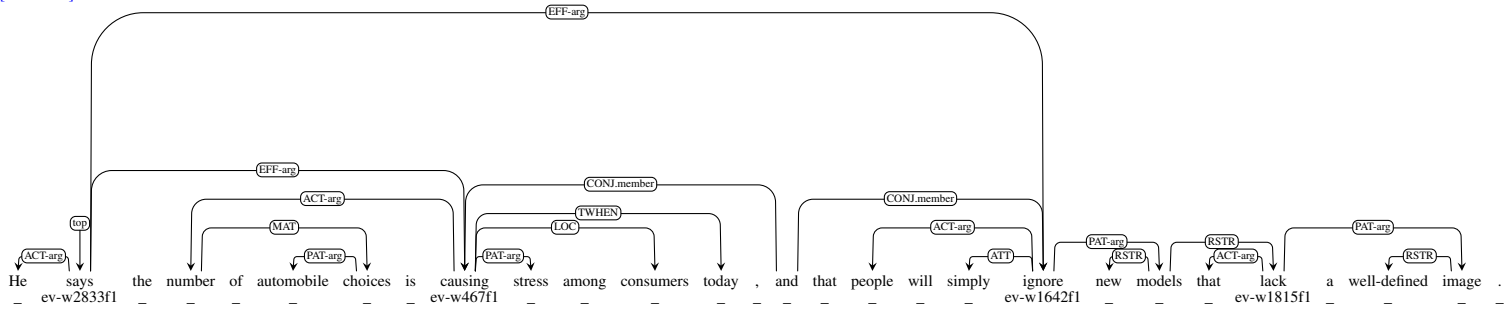 EFF-arg
EFF-arg
CONJ.member
ACT-arg CONJ.member
top TWHEN
MAT LOC ACT-arg PAT-arg
PAT-arg RSTR
ACT-arg PAT-arg PAT-arg ATT RSTR ACT-arg RSTR
He says the number of automobile choices is causing stress among consumers today , and that people will simply ignore new models that lack a well-defined image .
_ ev-w2833f1 _ _ _ _ _ _ ev-w467f1 _ _ _ _ _ _ _ _ _ _ ev-w1642f1 _ _ _ ev-w1815f1 _ _ _ _